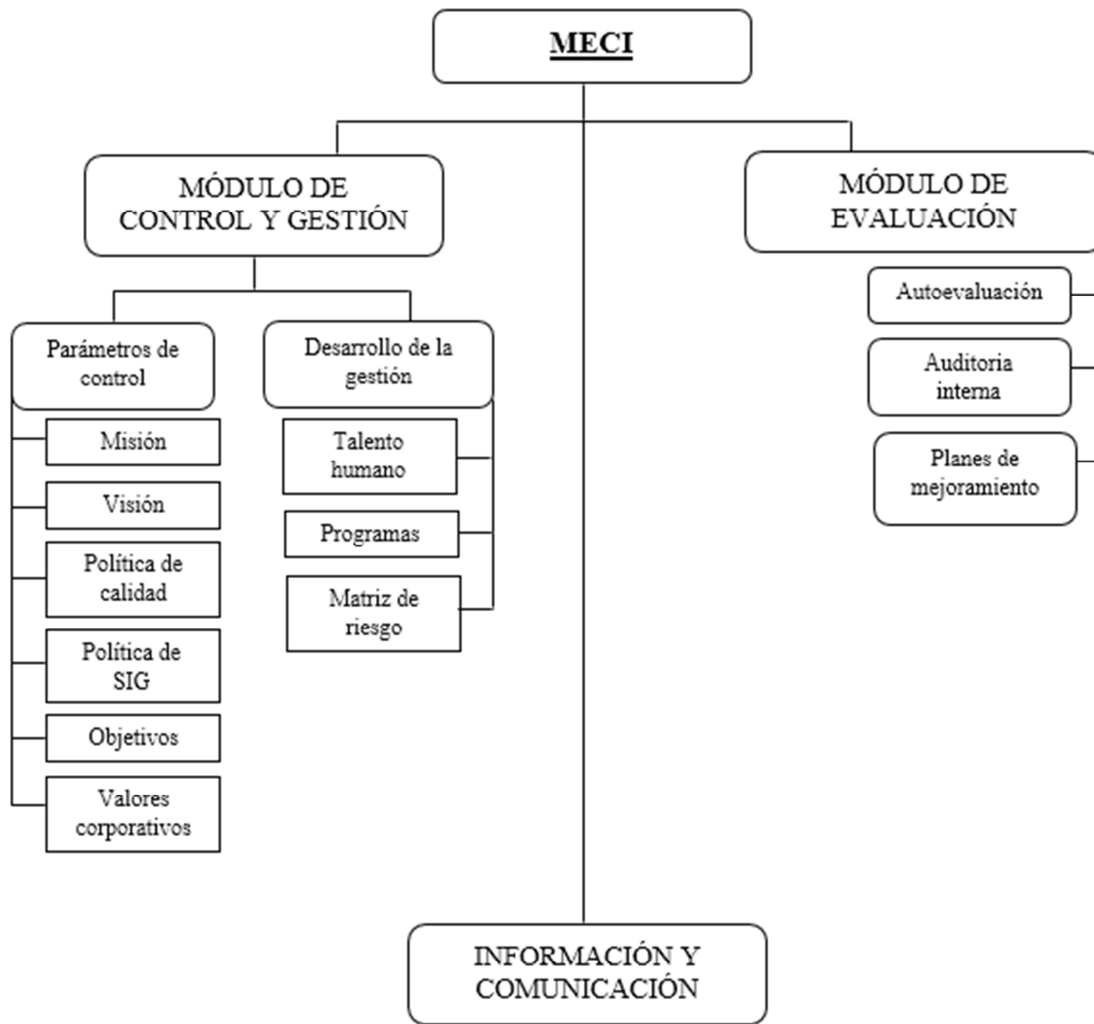 MECI
MÓDULO DE
CONTROL Y GESTIÓN
Parámetros de
control
Misión
Visión
Política de
calidad
Política de
SIG
Objetivos
Valores
corporativos
Desarrollo de la
gestión
Talento
humano
Programas
Matriz de
riesgo
MÓDULO DE
EVALUACIÓN
Autoevaluación
Auditoria
interna
Planes de
mejoramiento
INFORMACIÓN Y
COMUNICACIÓN